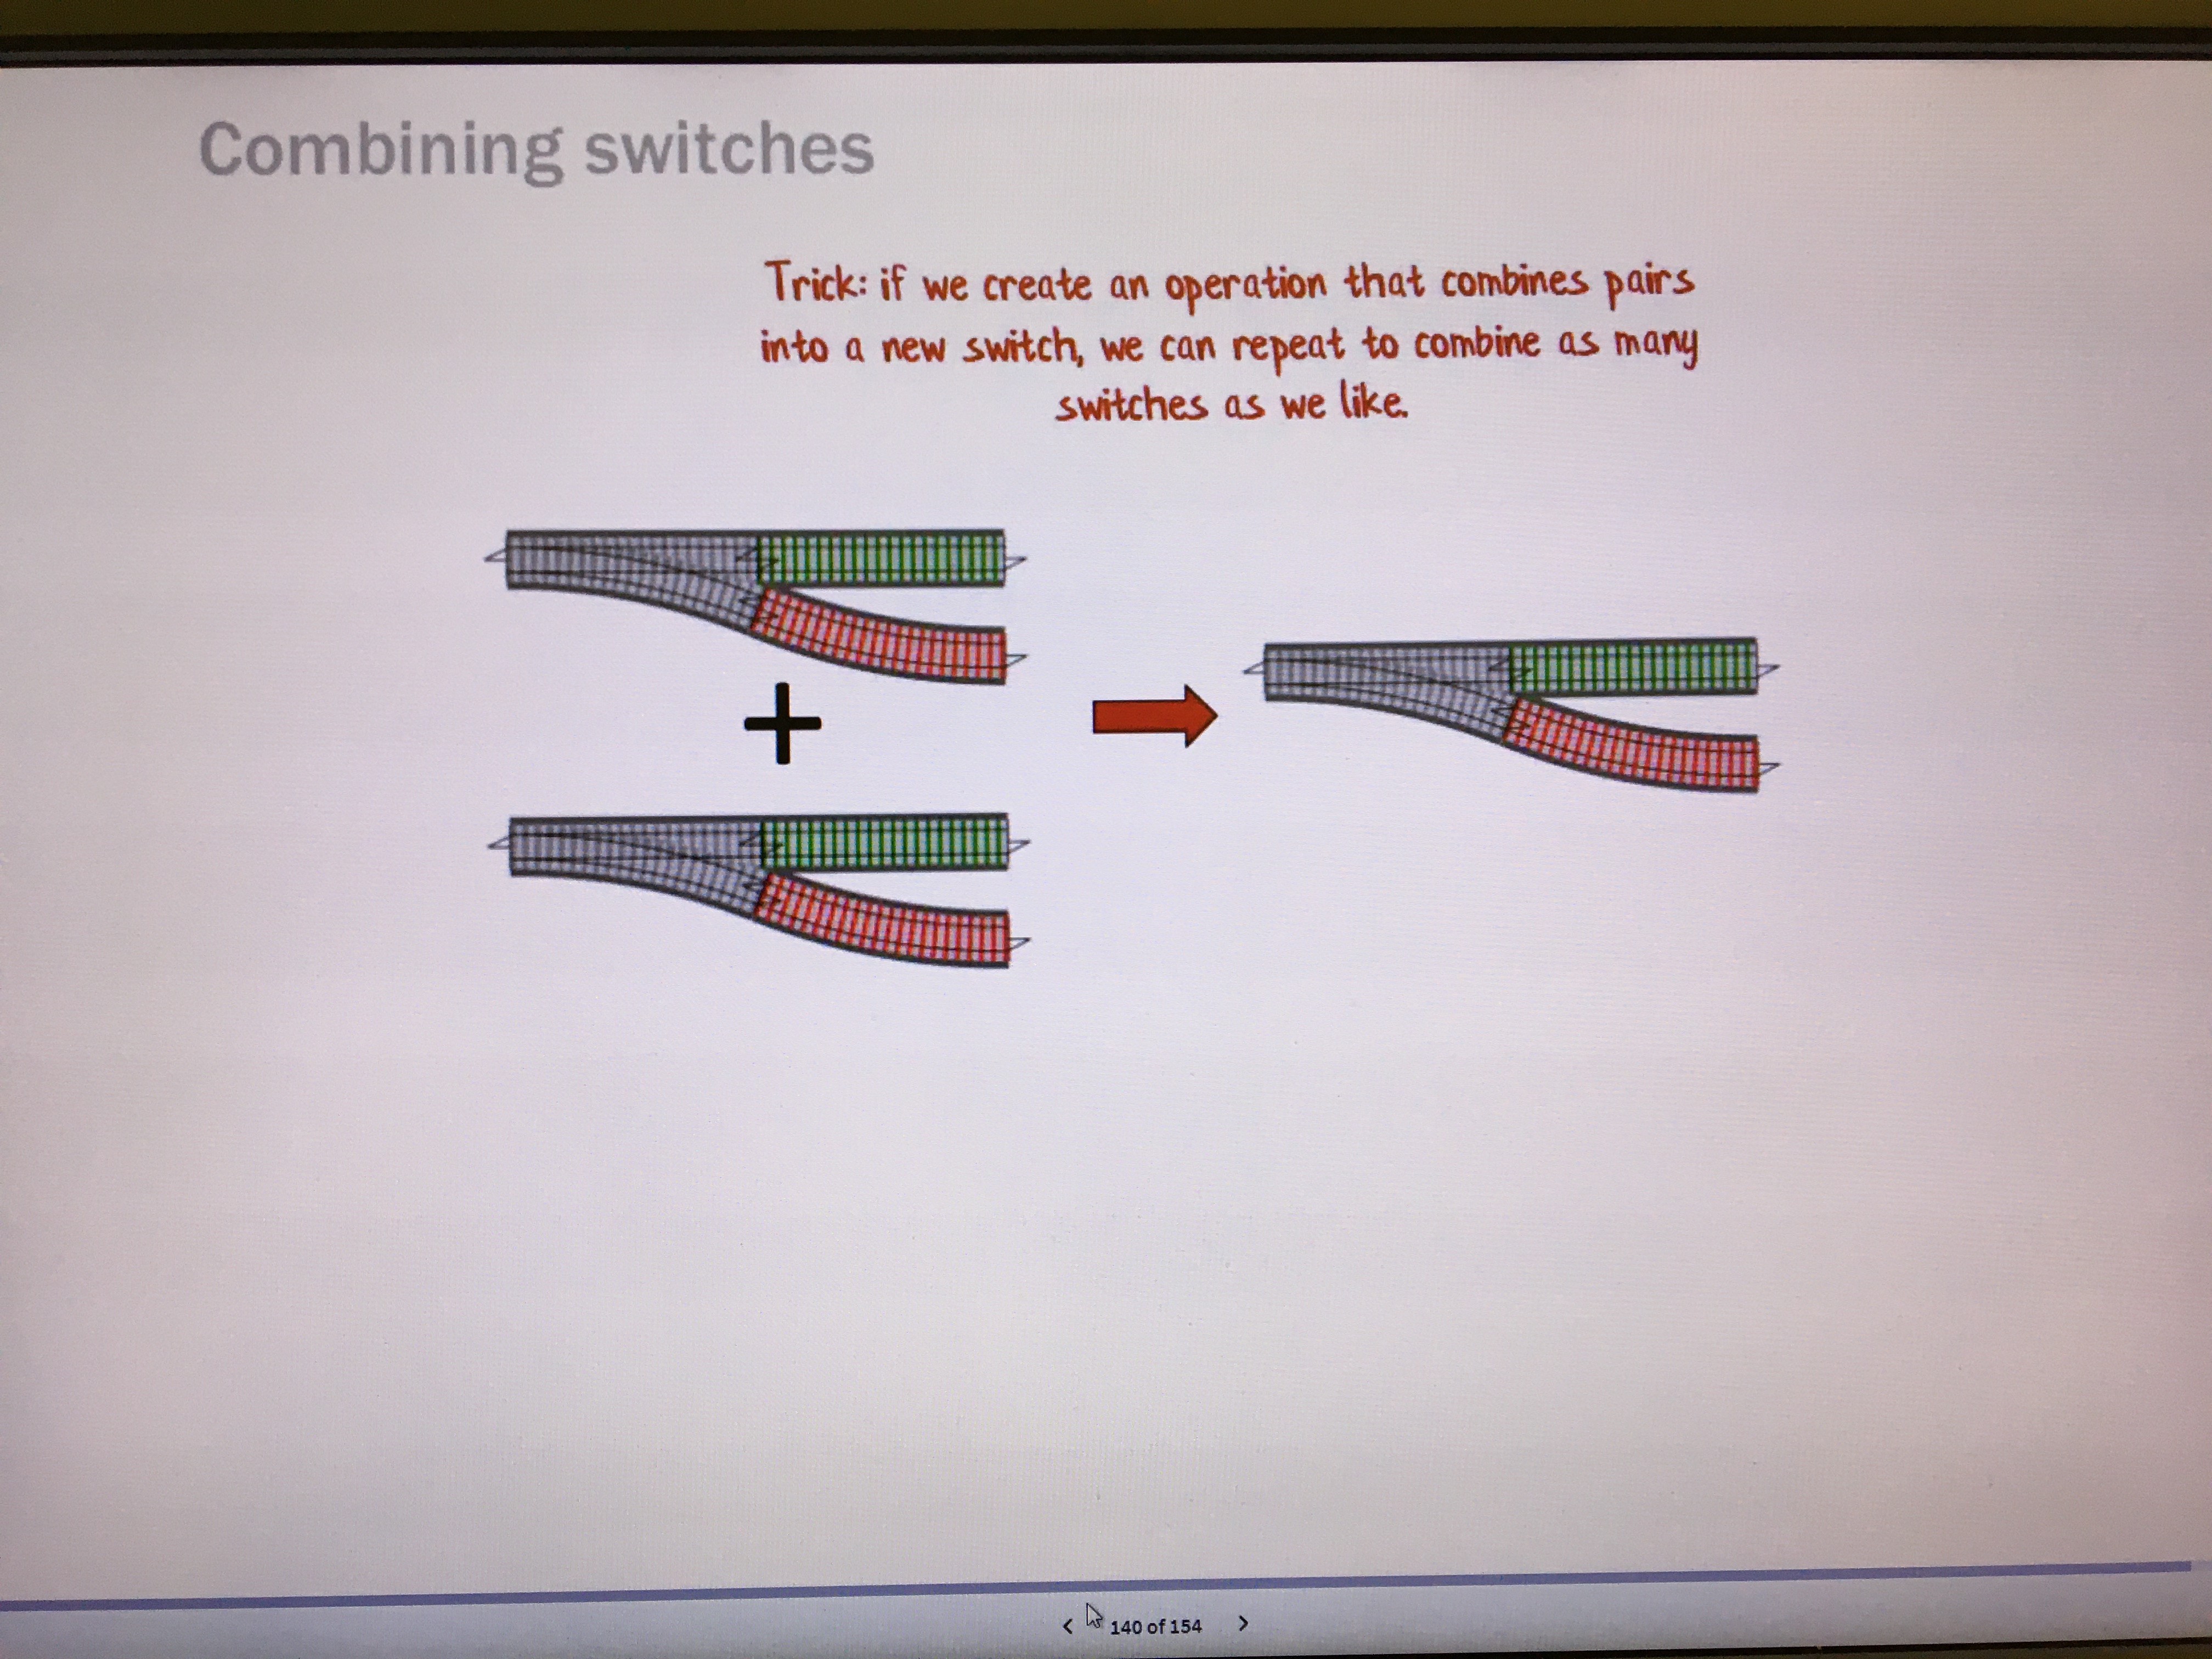 Combining switches
Trick: if we create an operation that combines pairs
into a new switch, we can repeat to combine as many
switches as we like.
< 140 of 154 >